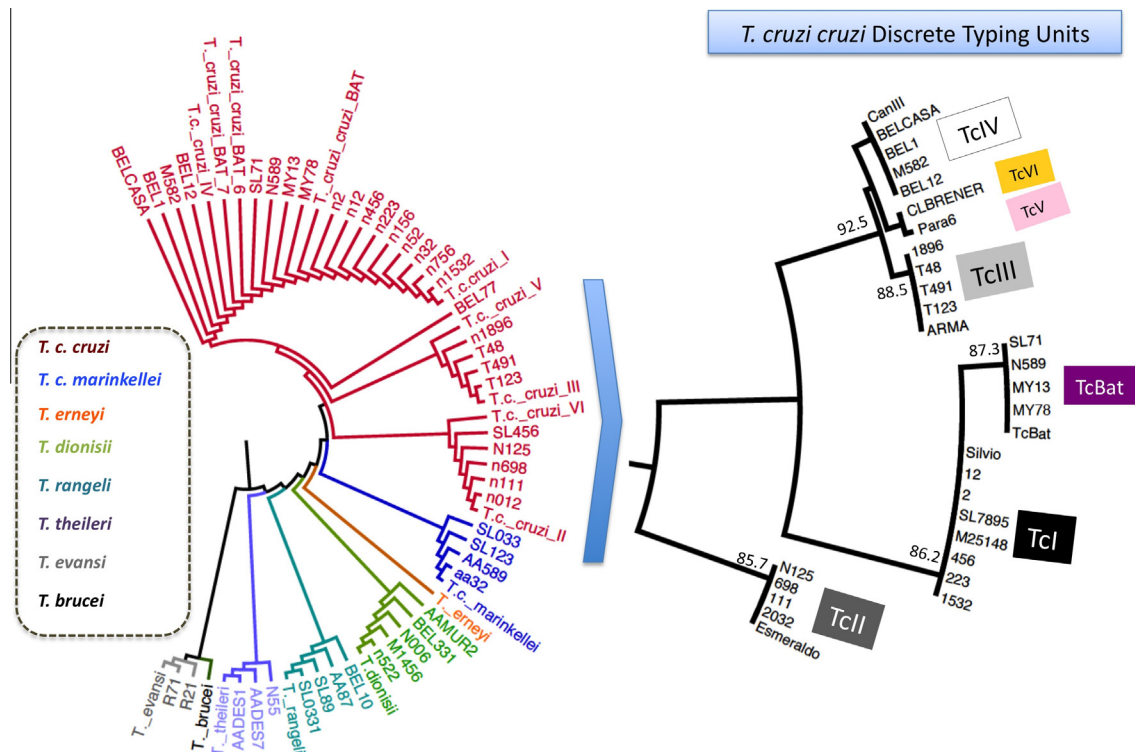 T. cruzi cruzi Discrete Typing Units
BELCASA
BEL1
M582
BEL12
T.c._cruzi_IV
T._cruzi_cruzi_BAT_7
T._cruzi_cruzi_BAT_6
SL71
N589
MY13
MY78
T._cruzi_cruzi_BAT
n2
n12
n456
n223
n156
n52
n32
n756
n1532
T.c.cruzi_I
BEL77
T.c._cruzi_V
n1896
T48
T491
T123
T.c._cruzi_III
T.c._cruzi_VI
SL456
N125
n698
n111
n012
T.c._cruzi_II
SL033
SL123
AA589
aa32
T.c._marinkellei
T._erneyi
AAMUR2
BEL331
N006
M1456
n522
T.dionisii
BEL10
AA87
SL89
SL0331
T._rangeli
N55
AADES7
AADES1
T._theileri
T._brucei
R21
R71
T._evansi
T. c. cruzi
T. c. marinkellei
T. erneyi
T. dionisii
T. rangeli
T. theileri
T. evansi
T. brucei
CanIII
BELCASA
BEL1
M582
BEL12
TcIV
CLBRENER
TcVI
Para6
TcV
92.5
1896
T48
T491
T123
ARMA
TcIII
88.5
87.3
SL71
N589
MY13
MY78
TcBat
TcBat
Silvio
12
2
SL7895
M25148
456
223
1532
TcI
86.2
85.7
N125
698
111
2032
Esmeraldo
TcII